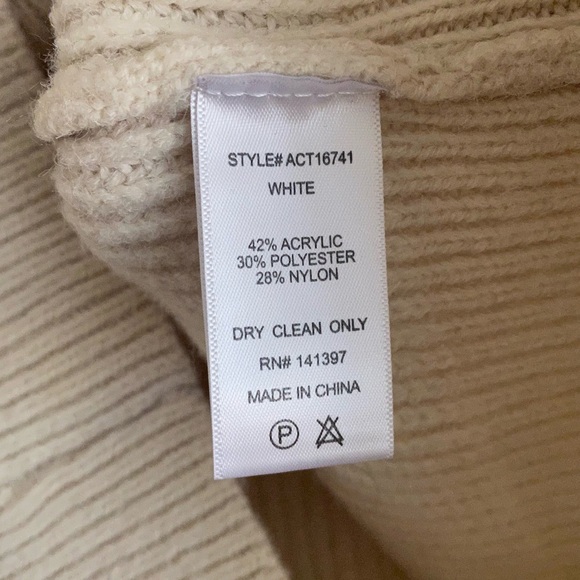 STYLE# ACT16741
WHITE
42% ACRYLIC
30% POLYESTER
28% NYLON
DRY CLEAN ONLY
RN# 141397
MADE IN CHINA
P